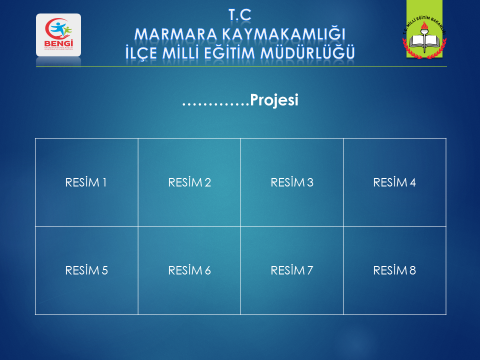 T.C
MARMARA KAYMAKAMLIĞI
İLÇE MİLLİ EĞİTİM MÜDÜRLÜĞÜ
BENGİ
………….Projesi
RESİM 1 RESİM 2 RESİM 3 RESİM 4
RESİM 5 RESİM 6 RESİM 7 RESİM 8